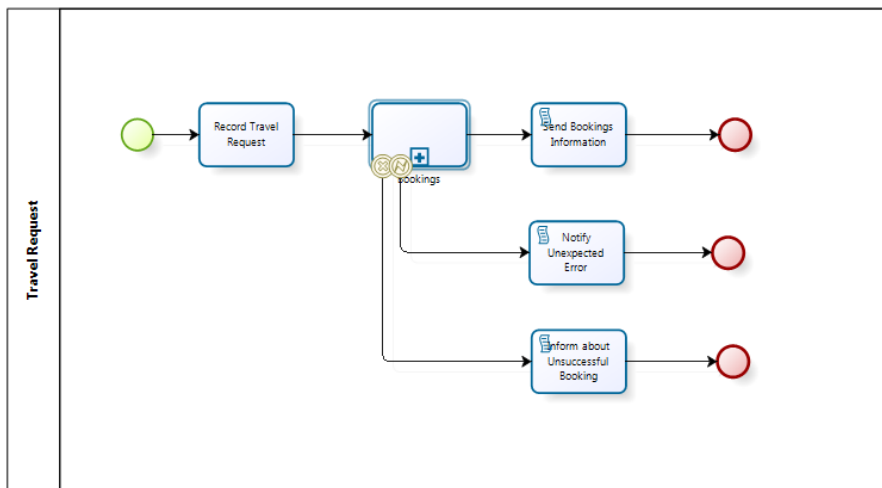 Travel Request
Record Travel
Request
Bookings
Send Bookings
Information
Notify
Unexpected
Error
Inform about
Unsuccessful
Booking